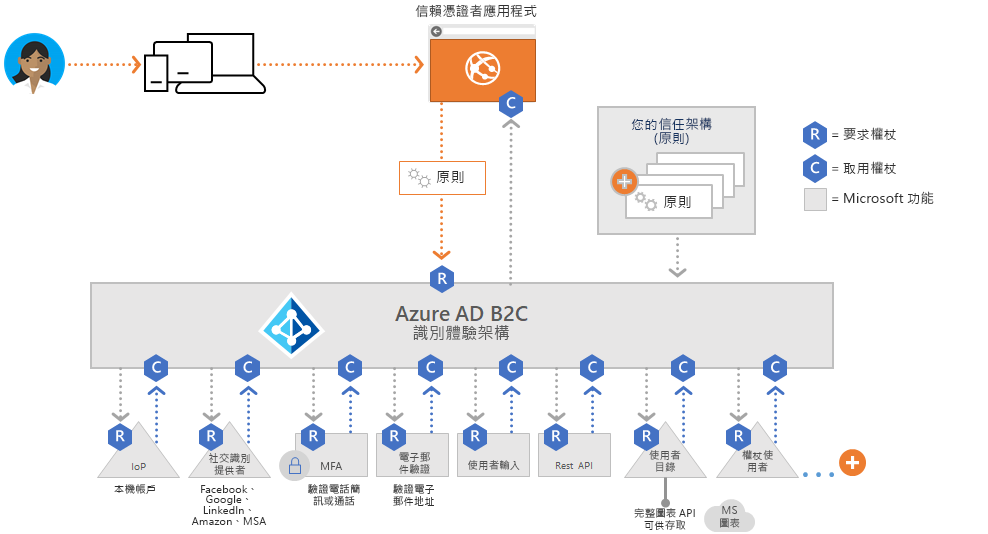 信賴憑證者應用程式
C
您的信任架構
(原則)
原則
原則
R = 要求權杖
C = 取用權杖
= Microsoft 功能
R
Azure AD B2C
識別體驗架構
C
C
C
C
C
C
C
C
R
R
R
R
R
R
R
R
IoP
社交識別
提供者
MFA
電子郵
件驗證
使用者輸入
Rest API
使用者
目錄
權杖使
用者
本機帳戶
Facebook、
Google、
LinkedIn、
Amazon、MSA
驗證電話簡
訊或通話
驗證電子
郵件地址
完整圖表 API
可供存取
MS
圖表